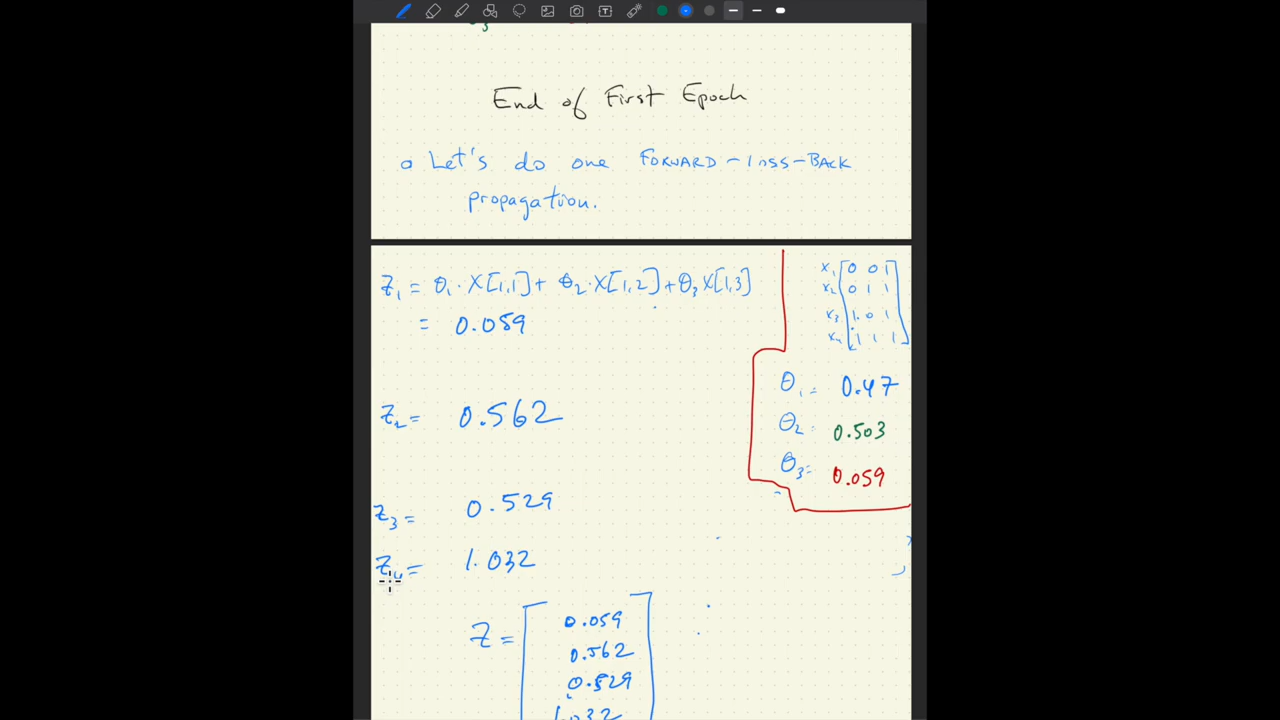 3
End of First Epoch
o Let's do one FORWARD-loss-BACK
propagation.
Z₁ = θ₁·X[1,1]+ θ₂·X[1,2]+θ₃X[1,3]
= 0.059
Z₂= 0.562
Z₃= 0.529
Z₄= 1.032
Z= [0.059
0.562
0.529
1.032
x₁ [0 0 1]
x₂ 0 1 1
x₃ 1 0 1
x₄ 1 1 1
θ₁= 0.47
θ₂= 0.503
θ₃= 0.059